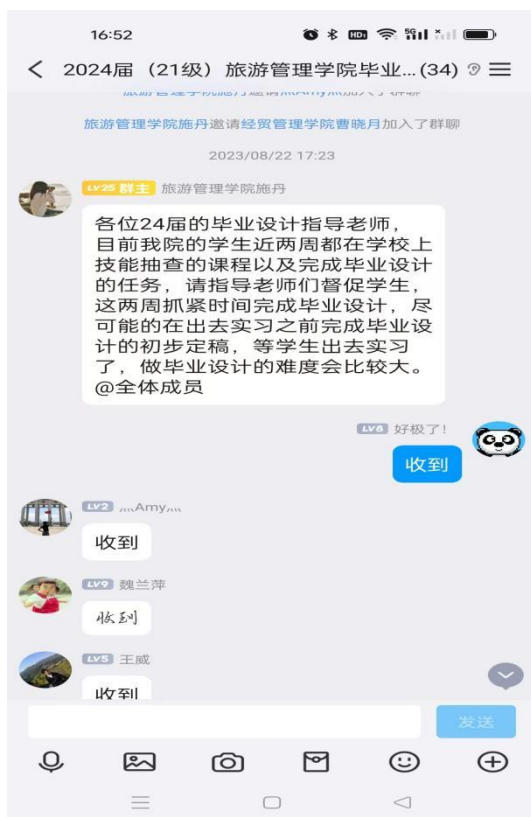 16:52
2024届（21级）旅游管理学院毕业...(34)
旅游管理学院施丹邀请经贸管理学院曹晓月加入了群聊
2023/08/22 17:23
LV25 群主 旅游管理学院施丹
各位24届的毕业设计指导老师，
目前我院的学生近两周都在学校上
技能抽查的课程以及完成毕业设计
的任务，请指导老师们督促学生，
这两周抓紧时间完成毕业设计，尽
可能的在出去实习之前完成毕业设
计的初步定稿，等学生出去实习
了，做毕业设计的难度会比较大。
@全体成员
LV6 好极了！
收到
LV2 灬Amy灬
收到
LV9 魏兰萍
收到
LV5 王威
收到
发送